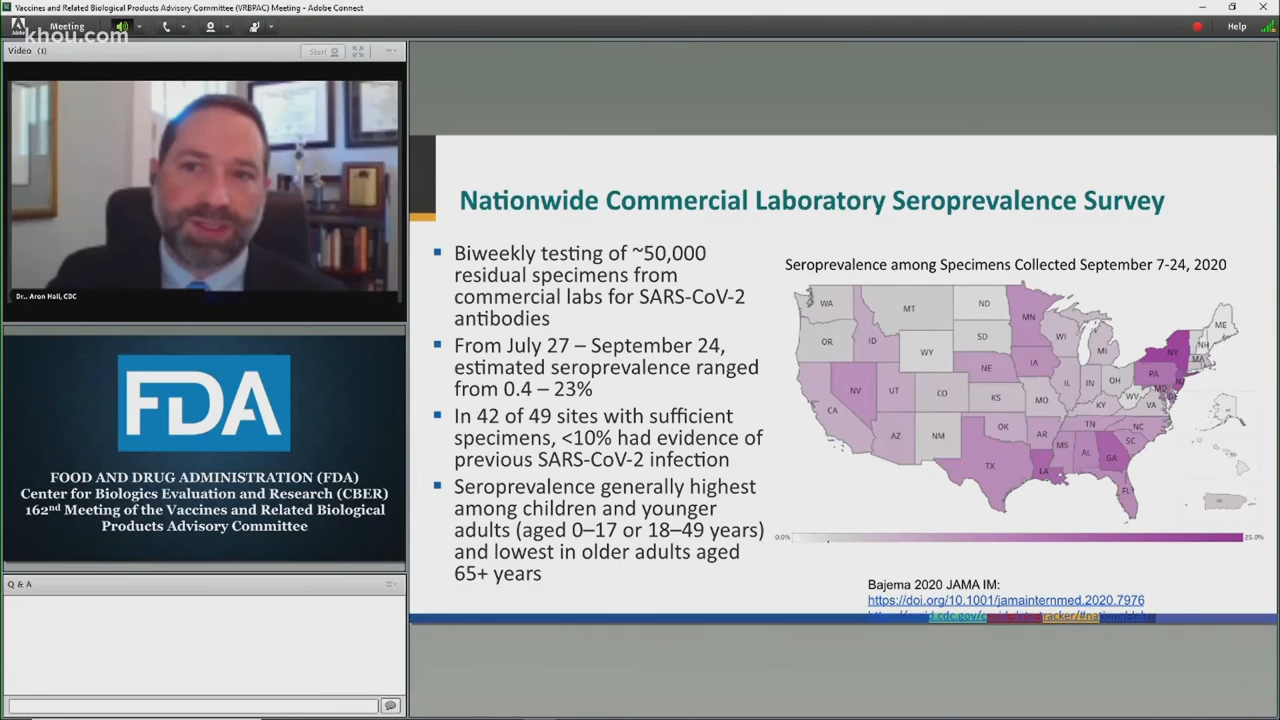 Vaccines and Related Biological Products Advisory Committee (VRBPAC) Meeting - Adobe Connect
Meeting
Help
khou.com
Video (1)
Start
Dr.. Aron Hall, CDC
FDA
FOOD AND DRUG ADMINISTRATION (FDA)
Center for Biologics Evaluation and Research (CBER)
162nd Meeting of the Vaccines and Related Biological
Products Advisory Committee
Q & A
Nationwide Commercial Laboratory Seroprevalence Survey
Biweekly testing of ~50,000
residual specimens from
commercial labs for SARS-CoV-2
antibodies
From July 27 – September 24,
estimated seroprevalence ranged
from 0.4 – 23%
In 42 of 49 sites with sufficient
specimens, <10% had evidence of
previous SARS-CoV-2 infection
Seroprevalence generally highest
among children and younger
adults (aged 0–17 or 18–49 years)
and lowest in older adults aged
65+ years
Seroprevalence among Specimens Collected September 7-24, 2020
WA MT ND MN ME
OR ID WY SD WI MI NY NH MA
NV UT CO NE IA IL IN OH PA NJ
CA KS MO KY WV VA MD DE
AZ NM OK AR TN NC
TX LA MS AL GA SC
FL
0.0%
25.0%
Bajema 2020 JAMA IM:
https://doi.org/10.1001/jamainternmed.2020.7976